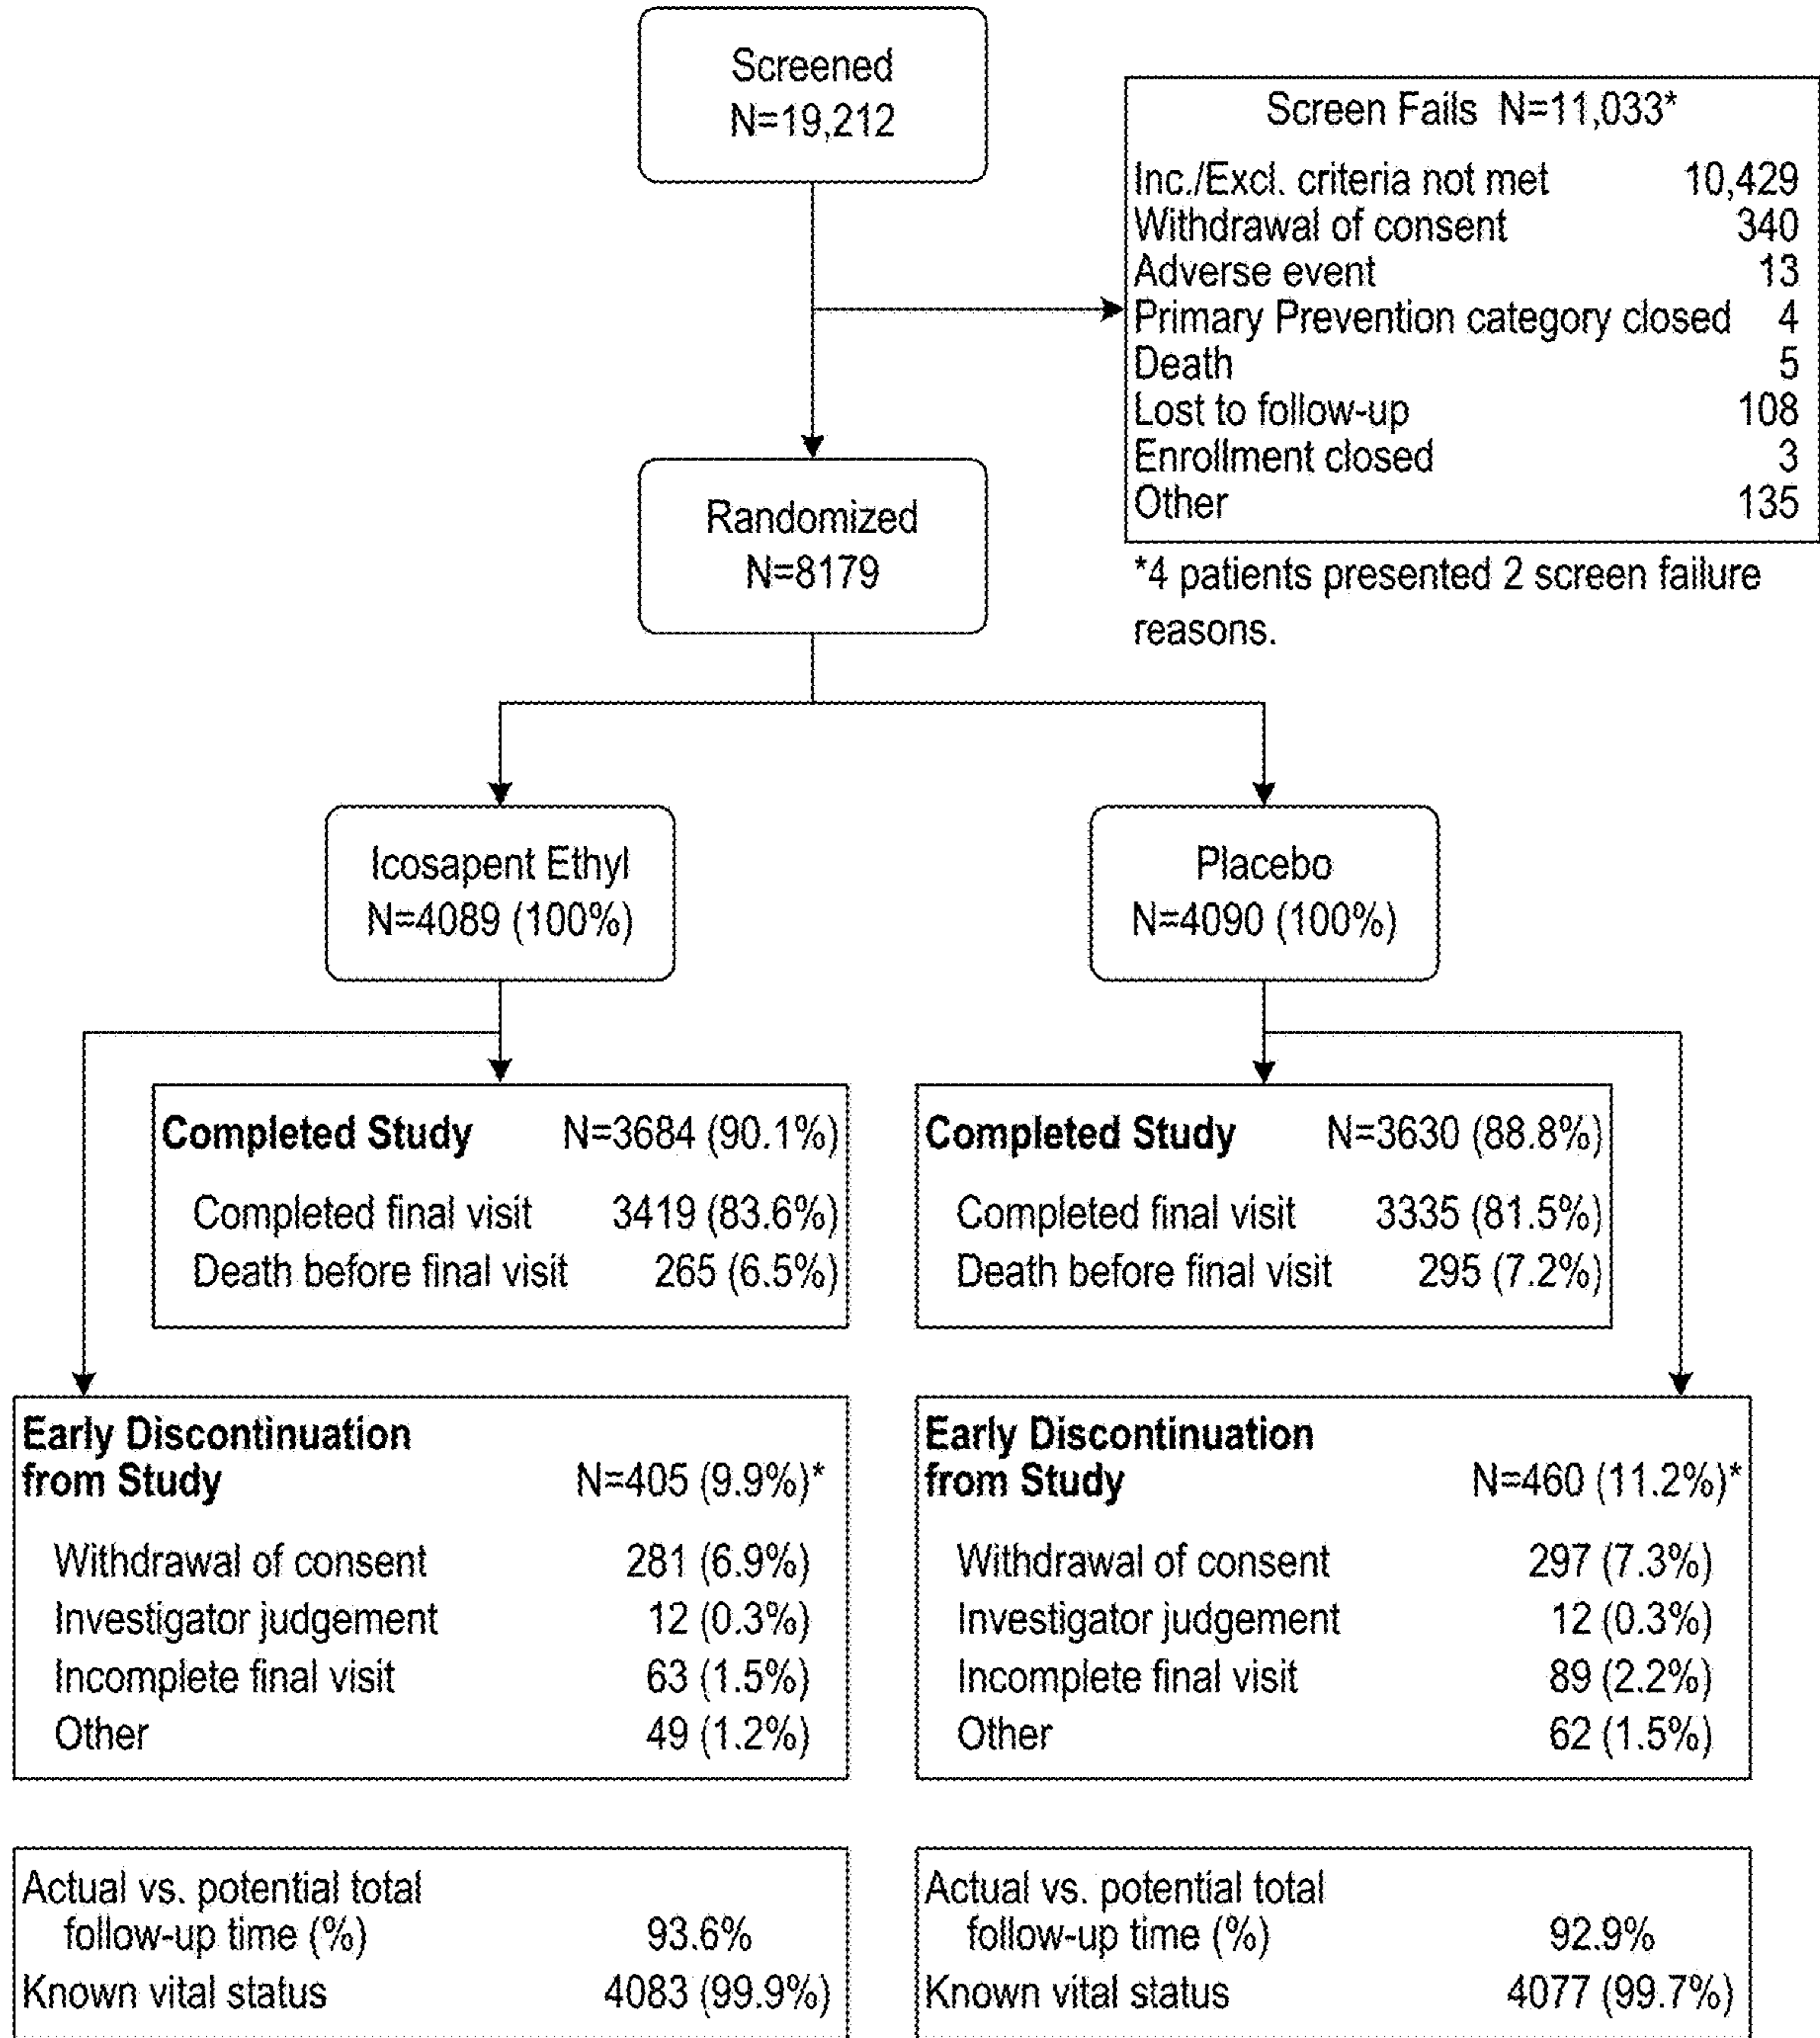 Screened
N=19,212
Screen Fails N=11,033*
Inc./Excl. criteria not met 10,429
Withdrawal of consent 340
Adverse event 13
Primary Prevention category closed 4
Death 5
Lost to follow-up 108
Enrollment closed 3
Other 135
*4 patients presented 2 screen failure
reasons.
Randomized
N=8179
Icosapent Ethyl
N=4089 (100%)
Placebo
N=4090 (100%)
Completed Study N=3684 (90.1%)
Completed final visit 3419 (83.6%)
Death before final visit 265 (6.5%)
Completed Study N=3630 (88.8%)
Completed final visit 3335 (81.5%)
Death before final visit 295 (7.2%)
Early Discontinuation
from Study N=405 (9.9%)*
Withdrawal of consent 281 (6.9%)
Investigator judgement 12 (0.3%)
Incomplete final visit 63 (1.5%)
Other 49 (1.2%)
Early Discontinuation
from Study N=460 (11.2%)*
Withdrawal of consent 297 (7.3%)
Investigator judgement 12 (0.3%)
Incomplete final visit 89 (2.2%)
Other 62 (1.5%)
Actual vs. potential total
follow-up time (%) 93.6%
Known vital status 4083 (99.9%)
Actual vs. potential total
follow-up time (%) 92.9%
Known vital status 4077 (99.7%)